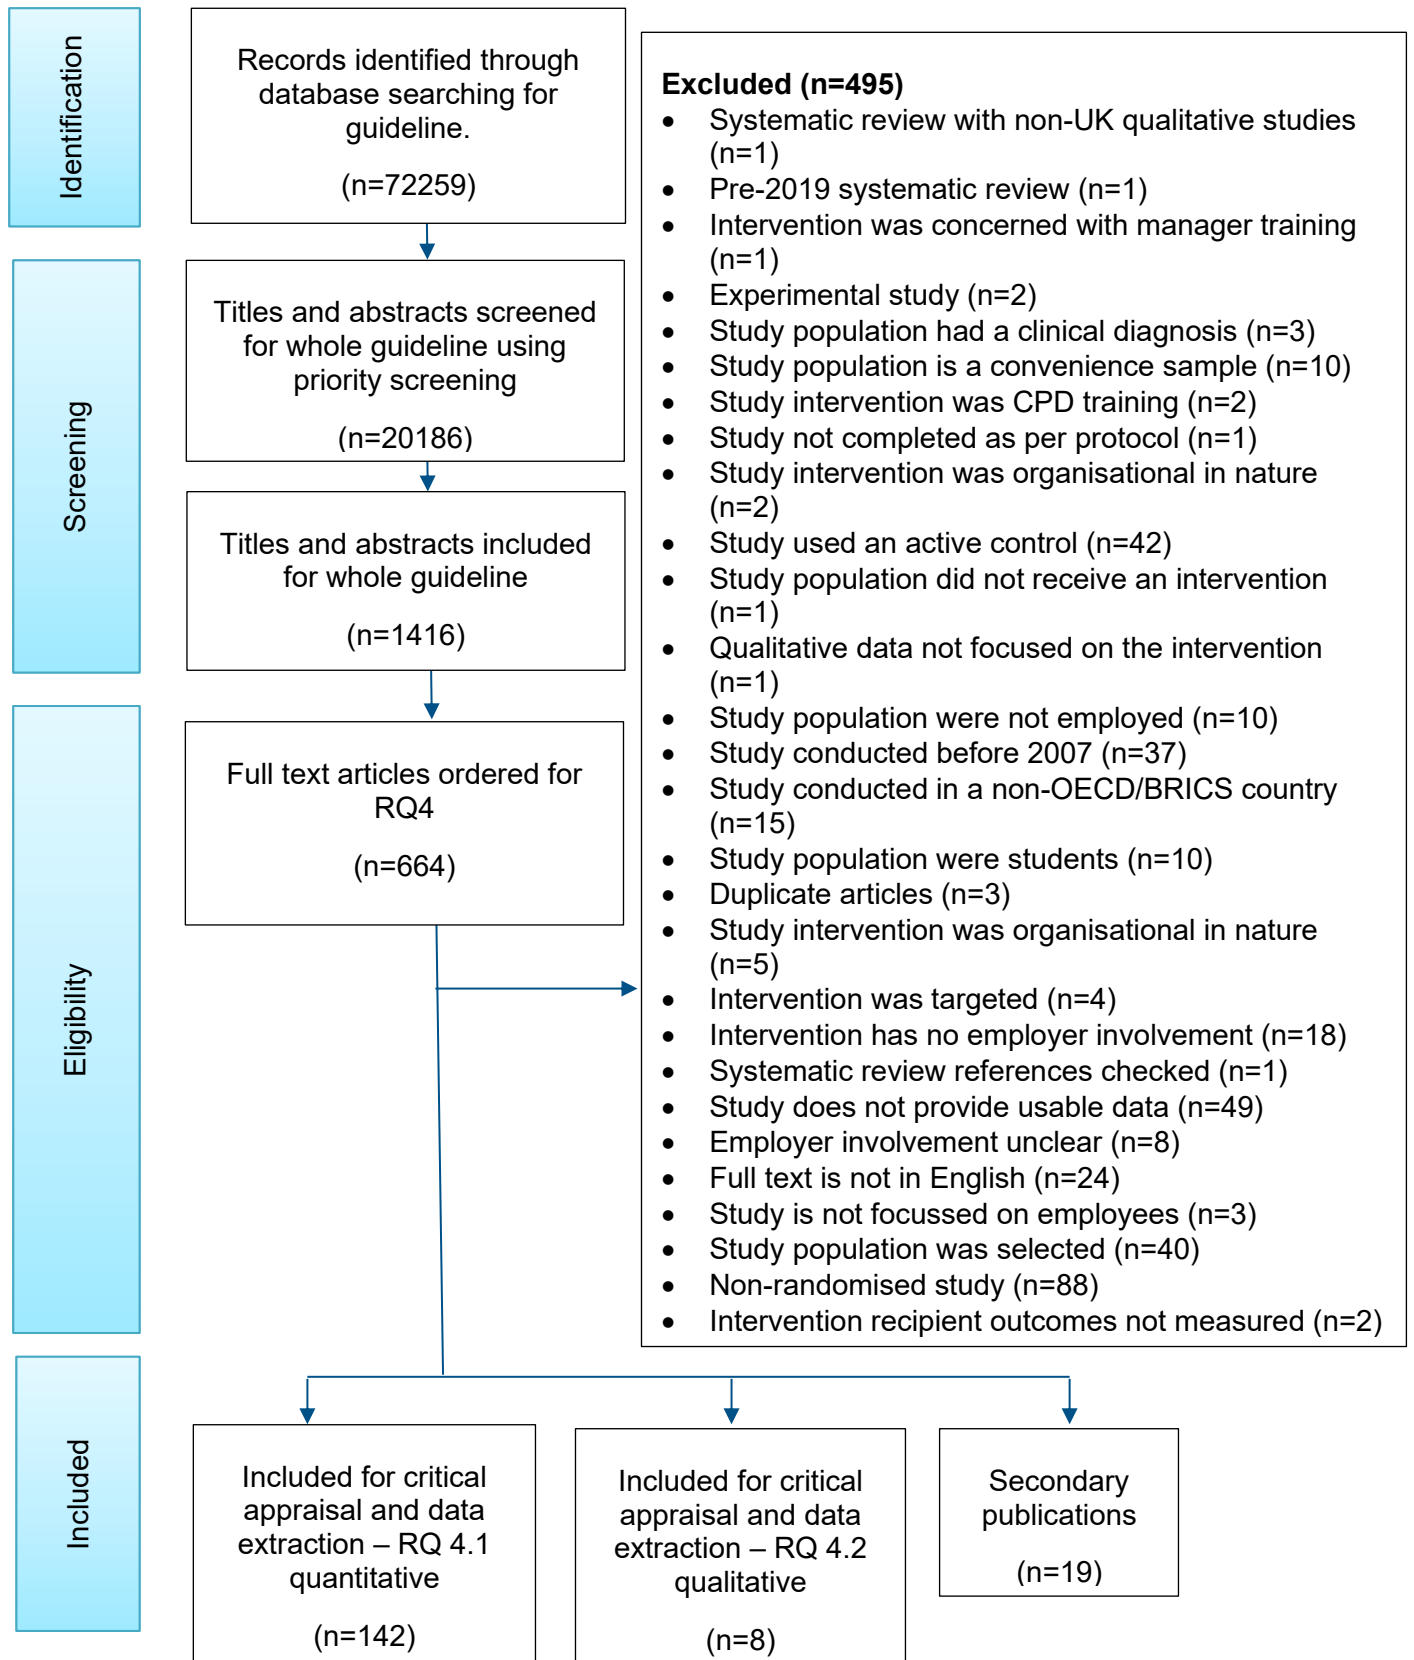 Identification
Records identified through
database searching for
guideline.
(n=72259)
Screening
Titles and abstracts screened
for whole guideline using
priority screening
(n=20186)
Titles and abstracts included
for whole guideline
(n=1416)
Eligibility
Full text articles ordered for
RQ4
(n=664)
Excluded (n=495)
• Systematic review with non-UK qualitative studies
(n=1)
• Pre-2019 systematic review (n=1)
• Intervention was concerned with manager training
(n=1)
• Experimental study (n=2)
• Study population had a clinical diagnosis (n=3)
• Study population is a convenience sample (n=10)
• Study intervention was CPD training (n=2)
• Study not completed as per protocol (n=1)
• Study intervention was organisational in nature
(n=2)
• Study used an active control (n=42)
• Study population did not receive an intervention
(n=1)
• Qualitative data not focused on the intervention
(n=1)
• Study population were not employed (n=10)
• Study conducted before 2007 (n=37)
• Study conducted in a non-OECD/BRICS country
(n=15)
• Study population were students (n=10)
• Duplicate articles (n=3)
• Study intervention was organisational in nature
(n=5)
• Intervention was targeted (n=4)
• Intervention has no employer involvement (n=18)
• Systematic review references checked (n=1)
• Study does not provide usable data (n=49)
• Employer involvement unclear (n=8)
• Full text is not in English (n=24)
• Study is not focussed on employees (n=3)
• Study population was selected (n=40)
• Non-randomised study (n=88)
• Intervention recipient outcomes not measured (n=2)
Included
Included for critical
appraisal and data
extraction – RQ 4.1
quantitative
(n=142)
Included for critical
appraisal and data
extraction – RQ 4.2
qualitative
(n=8)
Secondary
publications
(n=19)